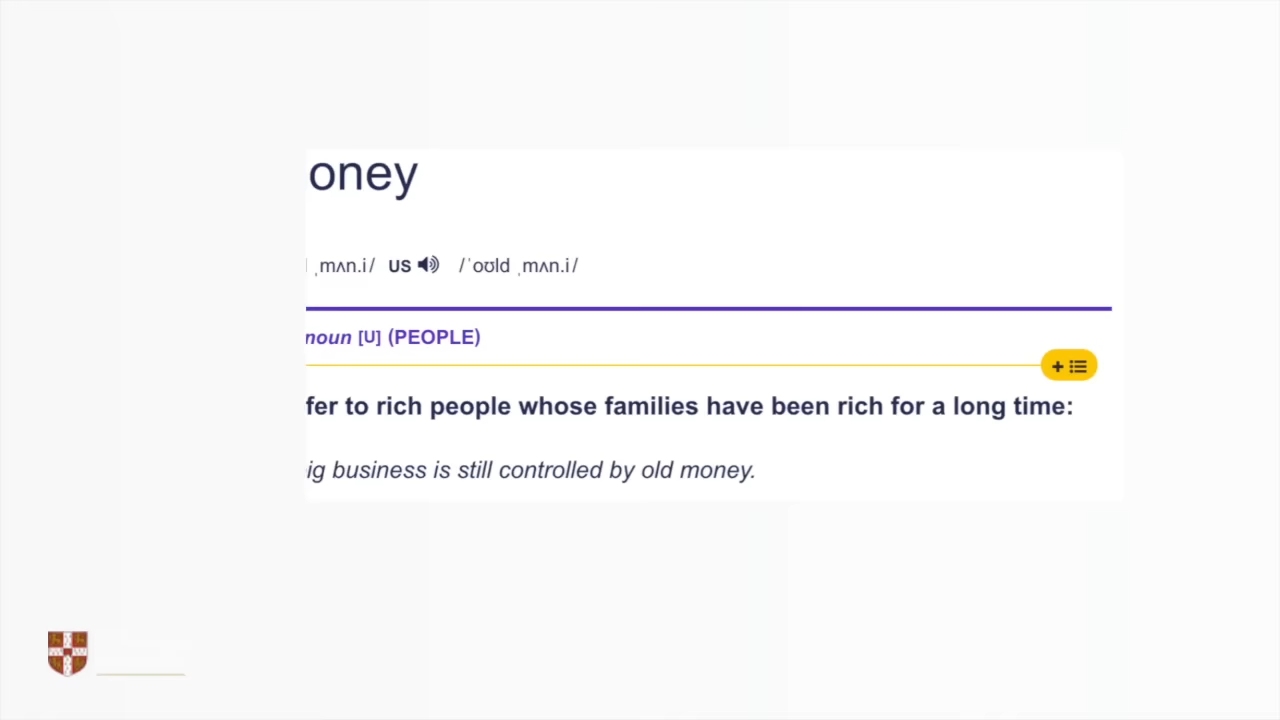 oney
ˌmʌn.i/ US /ˈoʊld ˌmʌn.i/
noun [U] (PEOPLE)
fer to rich people whose families have been rich for a long time:
ig business is still controlled by old money.